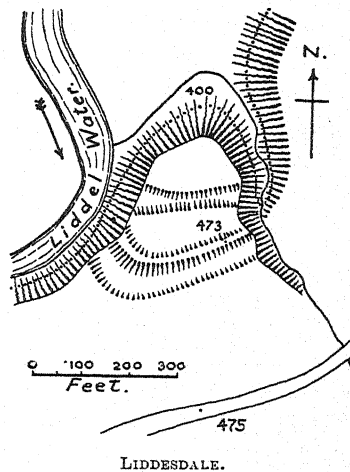 N.
400
Liddel Water.
473
0 100 200 300
Feet.
475
LIDDESDALE.